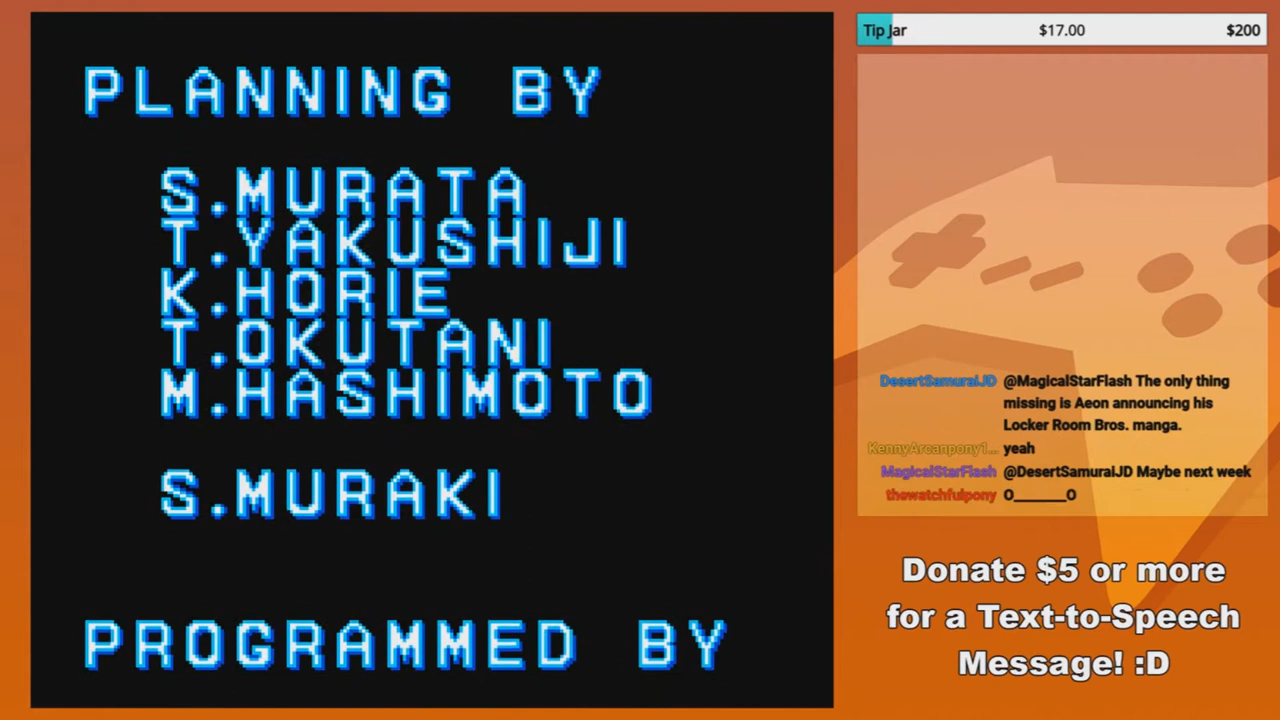 PLANNING BY
S.MURATA
T.YAKUSHIJI
K.HORIE
T.OKUTANI
M.HASHIMOTO
S.MURAKI
PROGRAMMED BY
Tip Jar $17.00 $200
DesertSamuraiJD @MagicalStarFlash The only thing
missing is Aeon announcing his
Locker Room Bros. manga.
KennyArcanpony1... yeah
MagicalStarFlash @DesertSamuraiJD Maybe next week
thewatchfulpony O_______O
Donate $5 or more
for a Text-to-Speech
Message! :D